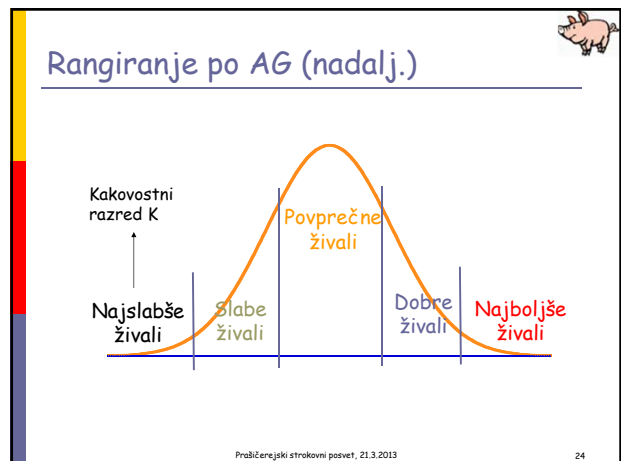 Rangiranje po AG (nadalj.)
Kakovostni
razred K
Povprečne
živali
Najslabše
živali
Slabe
živali
Dobre
živali
Najboljše
živali
Prašičerejski strokovni posvet, 21.3.2013
24